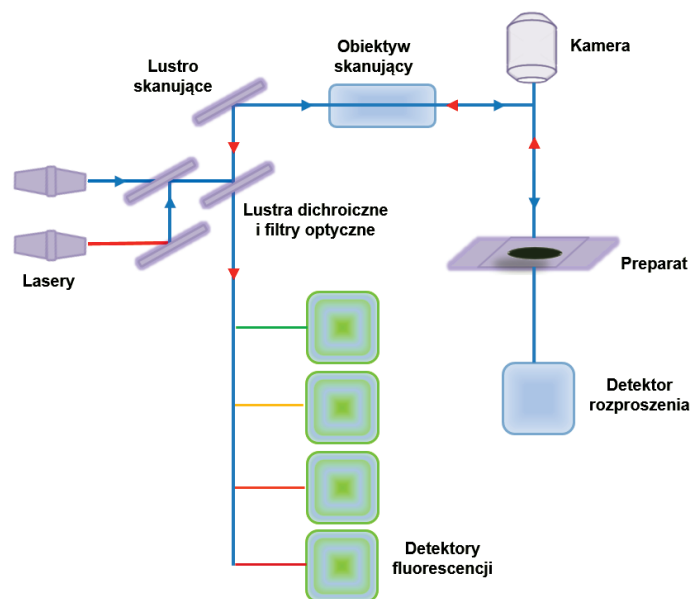 Obiektyw
skanujący
Kamera
Lustro
skanujące
Lustra dichroiczne
i filtry optyczne
Lasery
Preparat
Detektor
rozproszenia
Detektory
fluorescencji